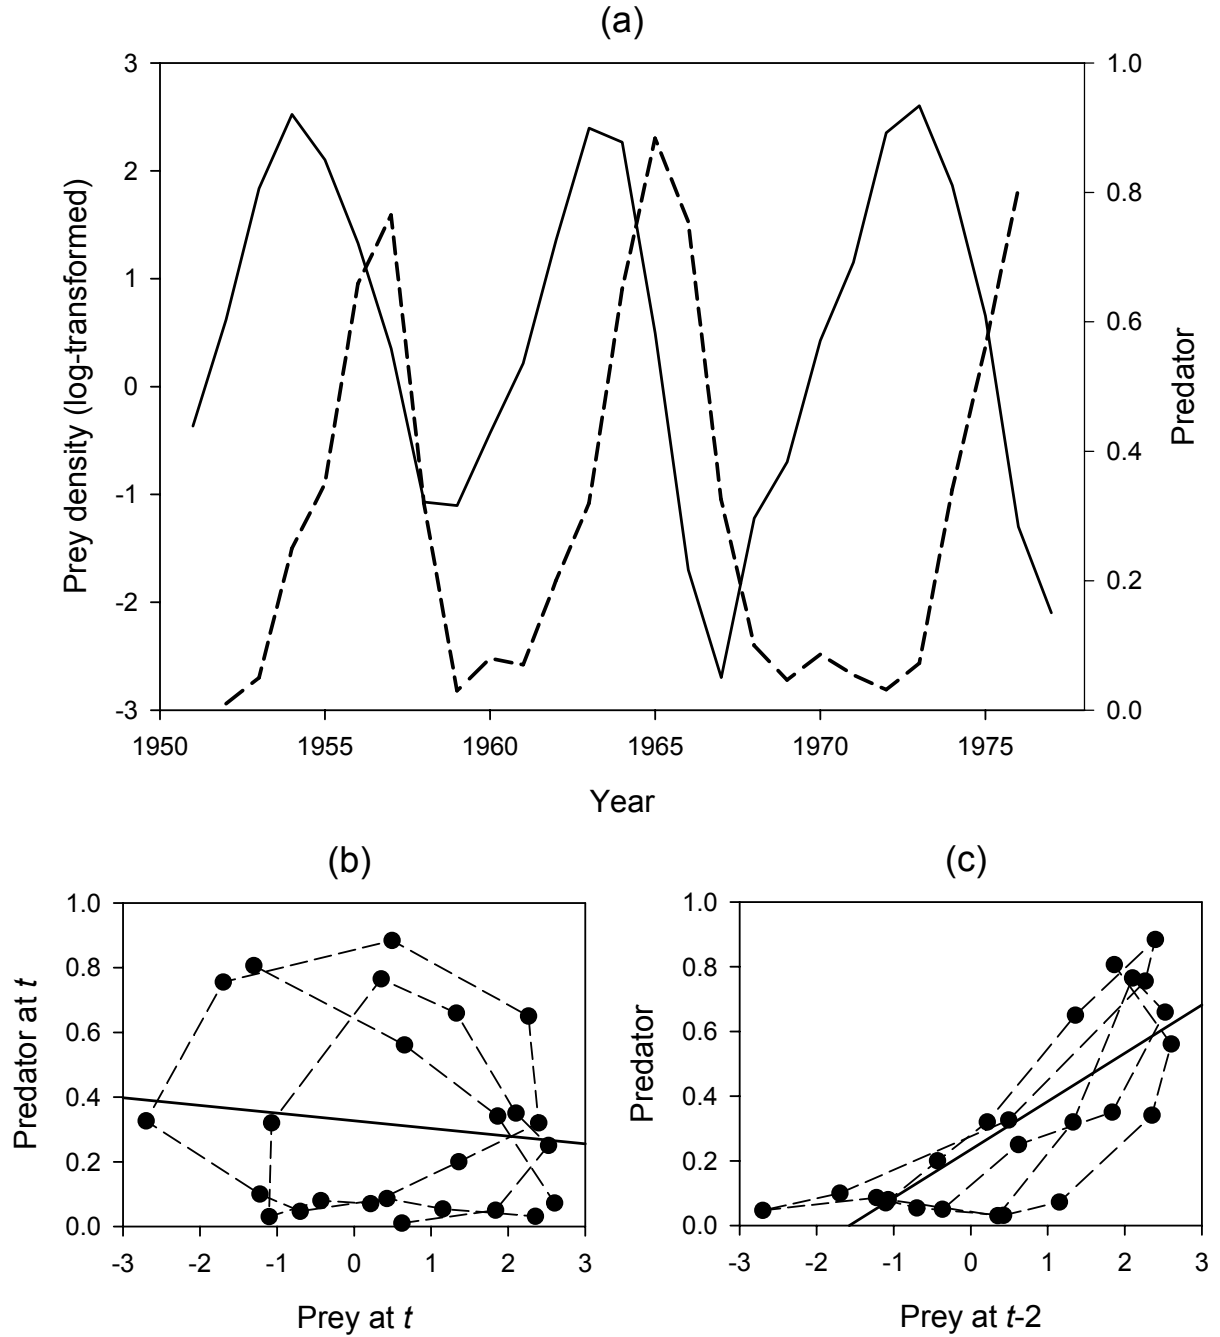 (a)
3
2
1
0
-1
-2
-3
Prey density (log-transformed)
1.0
0.8
0.6
0.4
0.2
0.0
Predator
1950 1955 1960 1965 1970 1975
Year
(b)
1.0
0.8
0.6
0.4
0.2
0.0
Predator at t
-3 -2 -1 0 1 2 3
Prey at t
(c)
1.0
0.8
0.6
0.4
0.2
0.0
Predator
-3 -2 -1 0 1 2 3
Prey at t-2